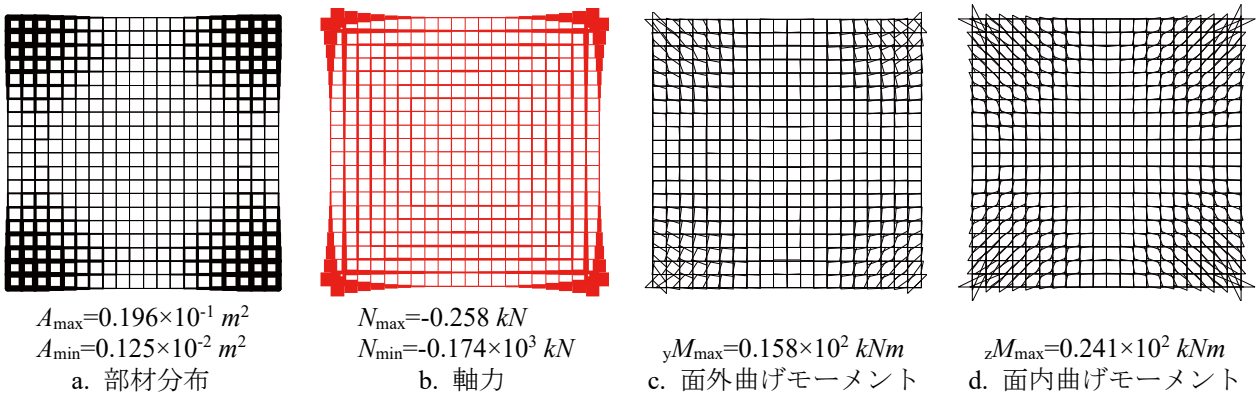 Amax=0.196×10⁻¹ m²
Amin=0.125×10⁻² m²
a. 部材分布
Nmax=-0.258 kN
Nmin=-0.174×10³ kN
b. 軸力
yMmax=0.158×10² kNm
c. 面外曲げモーメント
zMmax=0.241×10² kNm
d. 面内曲げモーメント